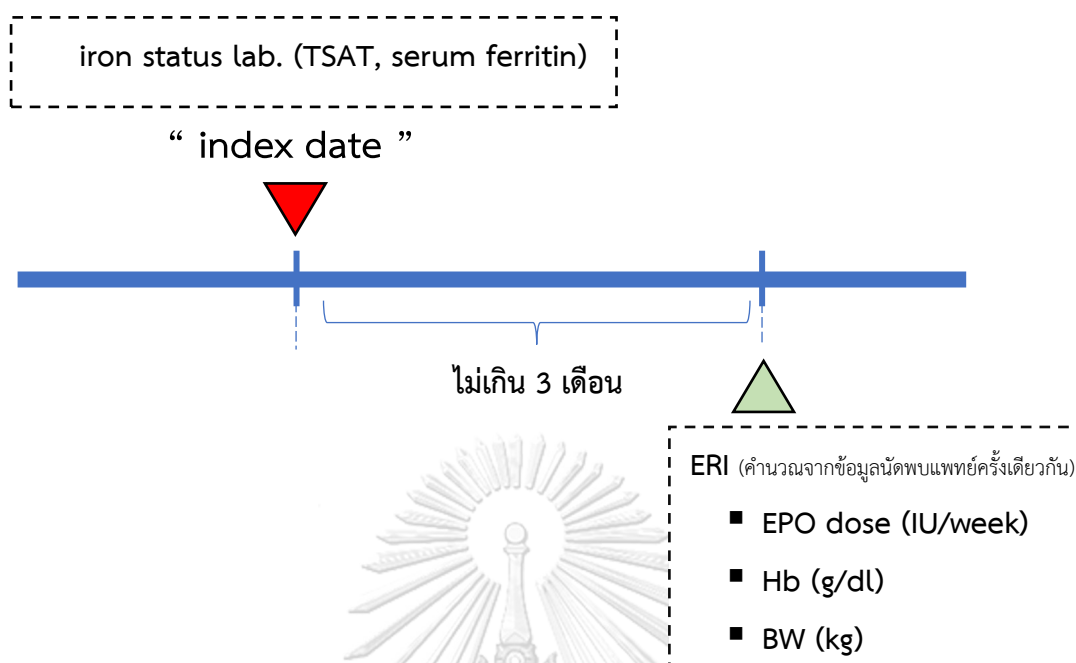 iron status lab. (TSAT, serum ferritin)
“ index date ”
ไม่เกิน 3 เดือน
ERI (คำนวณจากข้อมูลนัดพบแพทย์ครั้งเดียวกัน)
▪ EPO dose (IU/week)
▪ Hb (g/dl)
▪ BW (kg)